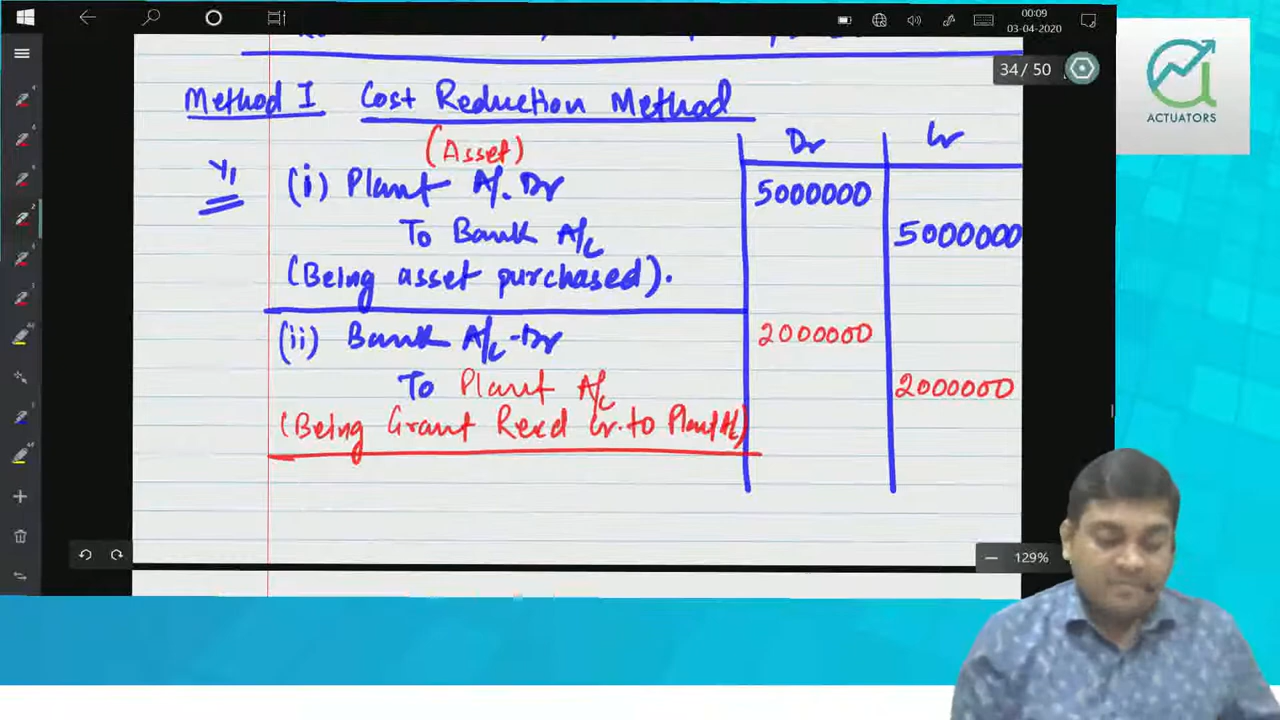 00:09
03-04-2020
34 / 50
ACTUATORS
Method I Cost Reduction Method
(Asset)
Dr Cr
Y1
(i) Plant A/c. Dr 5000000
To Bank A/c 5000000
(Being asset purchased).
(ii) Bank A/c - Dr 2000000
To Plant A/c 2000000
(Being Grant Recd Cr. to Plant A/c)
129%